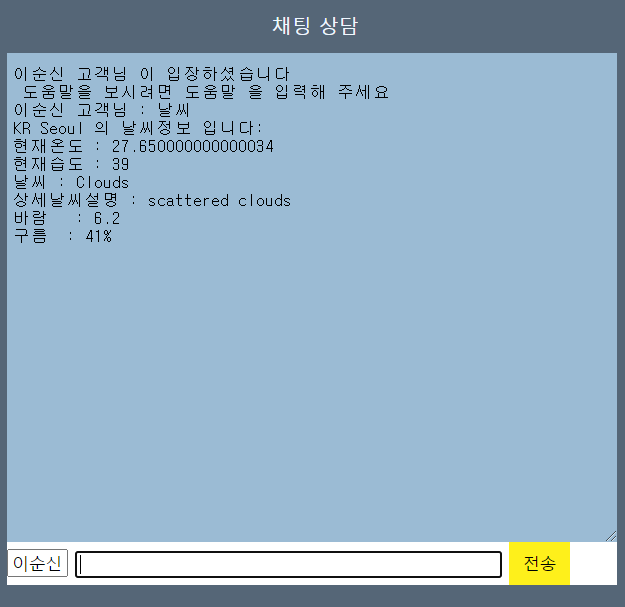 채팅 상담
이순신 고객님 이 입장하셨습니다
도움말을 보시려면 도움말 을 입력해 주세요
이순신 고객님 : 날씨
KR Seoul 의 날씨정보 입니다:
현재온도 : 27.650000000000034
현재습도 : 39
날씨 : Clouds
상세날씨설명 : scattered clouds
바람 : 6.2
구름 : 41%
이순신 전송